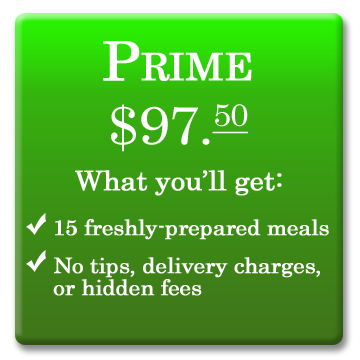 PRIME
$97.50
What you'll get:
15 freshly-prepared meals
No tips, delivery charges,
or hidden fees